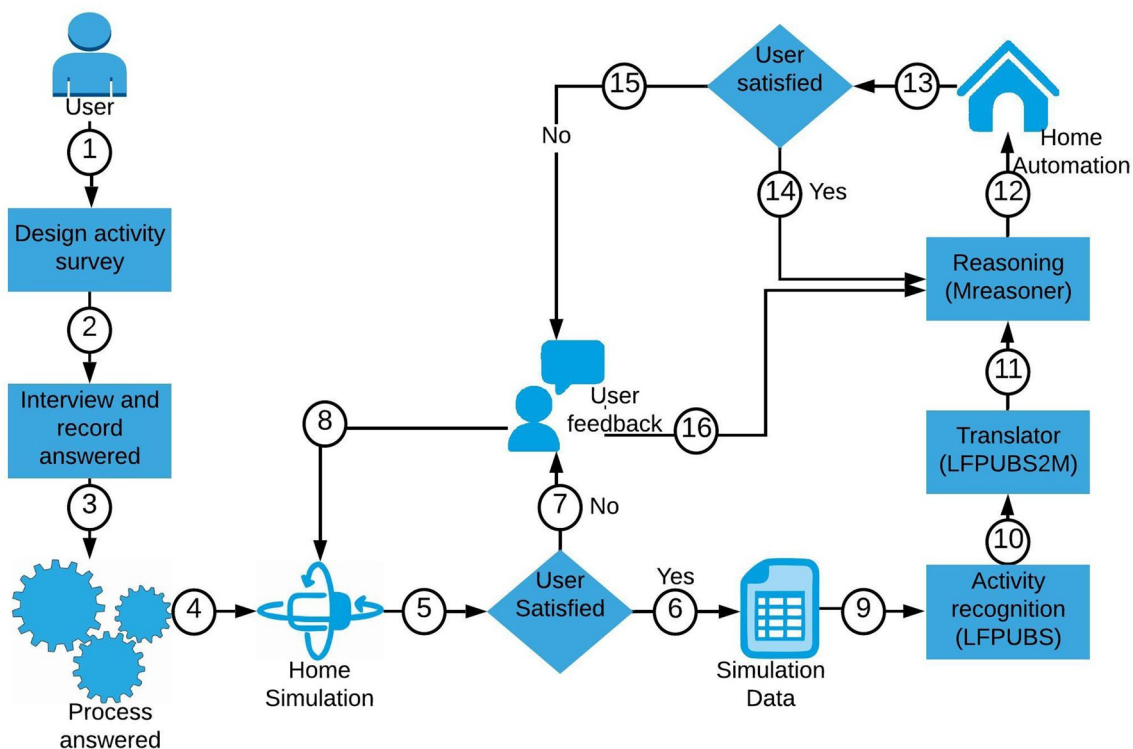 User
1
Design activity
survey
2
Interview and
record
answered
3
Process
answered
4
Home
Simulation
5
User
Satisfied
6
Yes
7
No
8
User
feedback
Simulation
Data
9
Activity
recognition
(LFPUBS)
10
Translator
(LFPUBS2M)
11
Reasoning
(Mreasoner)
12
Home
Automation
13
User
satisfied
14
Yes
15
No
16